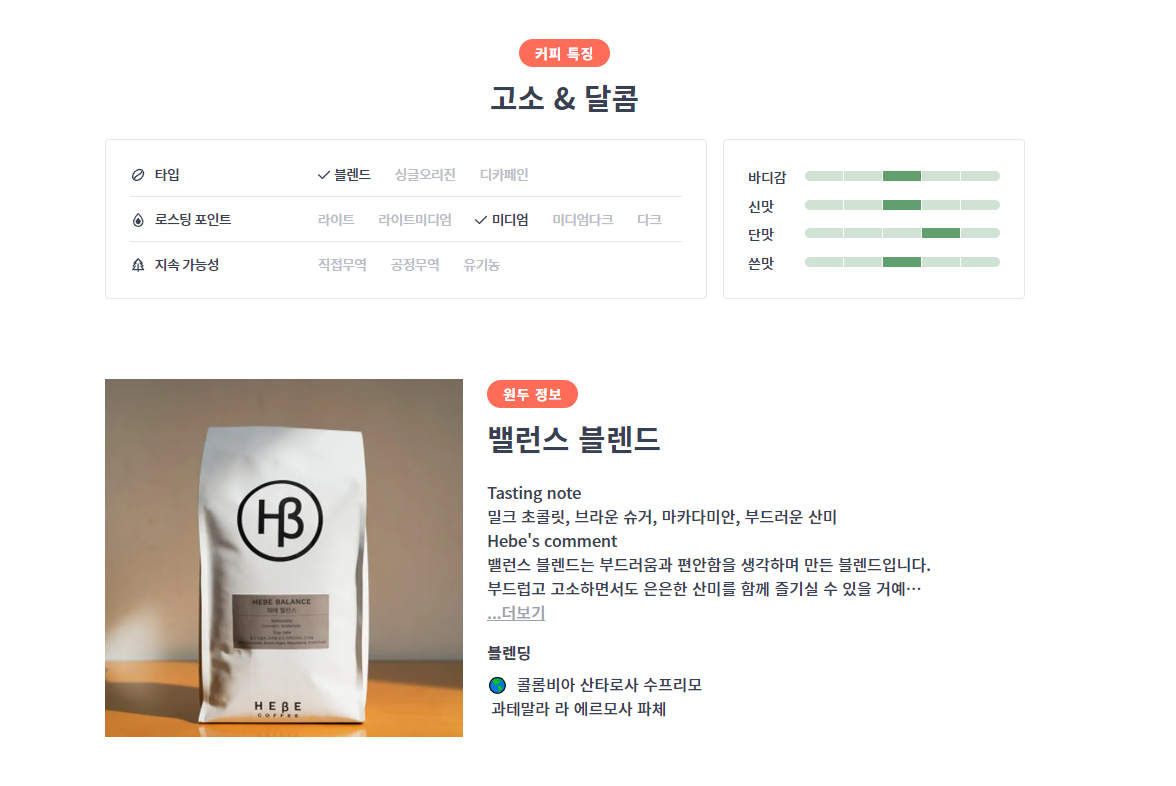 커피 특징
고소 & 달콤
타입 블렌드 싱글오리진 디카페인
로스팅 포인트 라이트 라이트미디엄 미디엄 미디엄다크 다크
지속 가능성 직접무역 공정무역 유기농
바디감
신맛
단맛
쓴맛
HB
HEBE BALANCE
헤베 밸런스
HEBE
COFFEE
원두 정보
밸런스 블렌드
Tasting note
밀크 초콜릿, 브라운 슈거, 마카다미안, 부드러운 산미
Hebe's comment
밸런스 블렌드는 부드러움과 편안함을 생각하며 만든 블렌드입니다.
부드럽고 고소하면서도 은은한 산미를 함께 즐기실 수 있을 거예…
...더보기
블렌딩
콜롬비아 산타로사 수프리모
과테말라 라 에르모사 파체